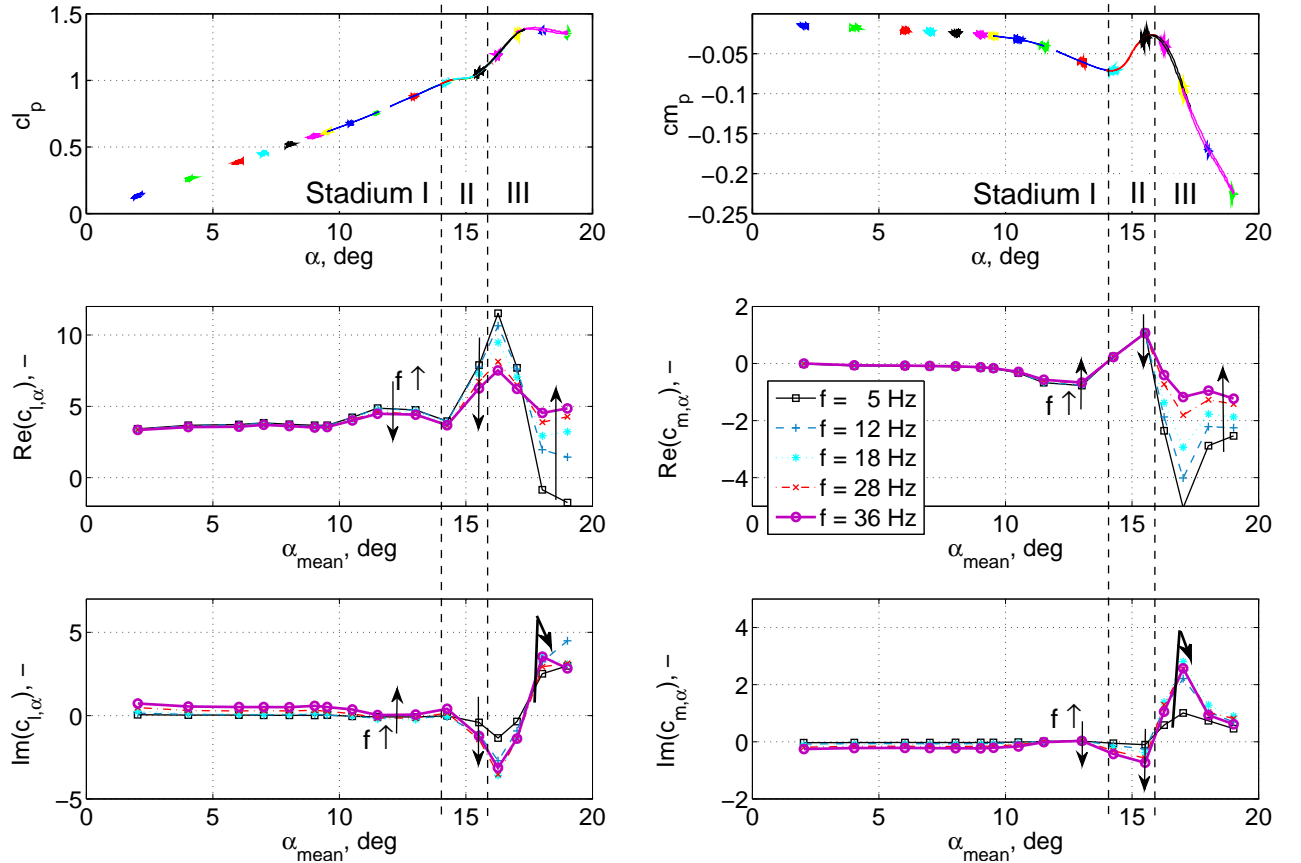 1.5
1
0.5
0
cl_p
Stadium I
II
III
0
5
10
15
20
α, deg
−0.05
−0.1
−0.15
−0.2
−0.25
cm_p
Stadium I
II
III
0
5
10
15
20
α, deg
10
5
0
Re(c_{l,α}), −
f ↑
0
5
10
15
20
α_mean, deg
2
0
−2
−4
Re(c_{m,α}), −
f ↑
f = 5 Hz
f = 12 Hz
f = 18 Hz
f = 28 Hz
f = 36 Hz
0
5
10
15
20
α_mean, deg
5
0
−5
Im(c_{l,α}), −
f ↑
0
5
10
15
20
α_mean, deg
4
2
0
−2
Im(c_{m,α}), −
f ↑
0
5
10
15
20
α_mean, deg